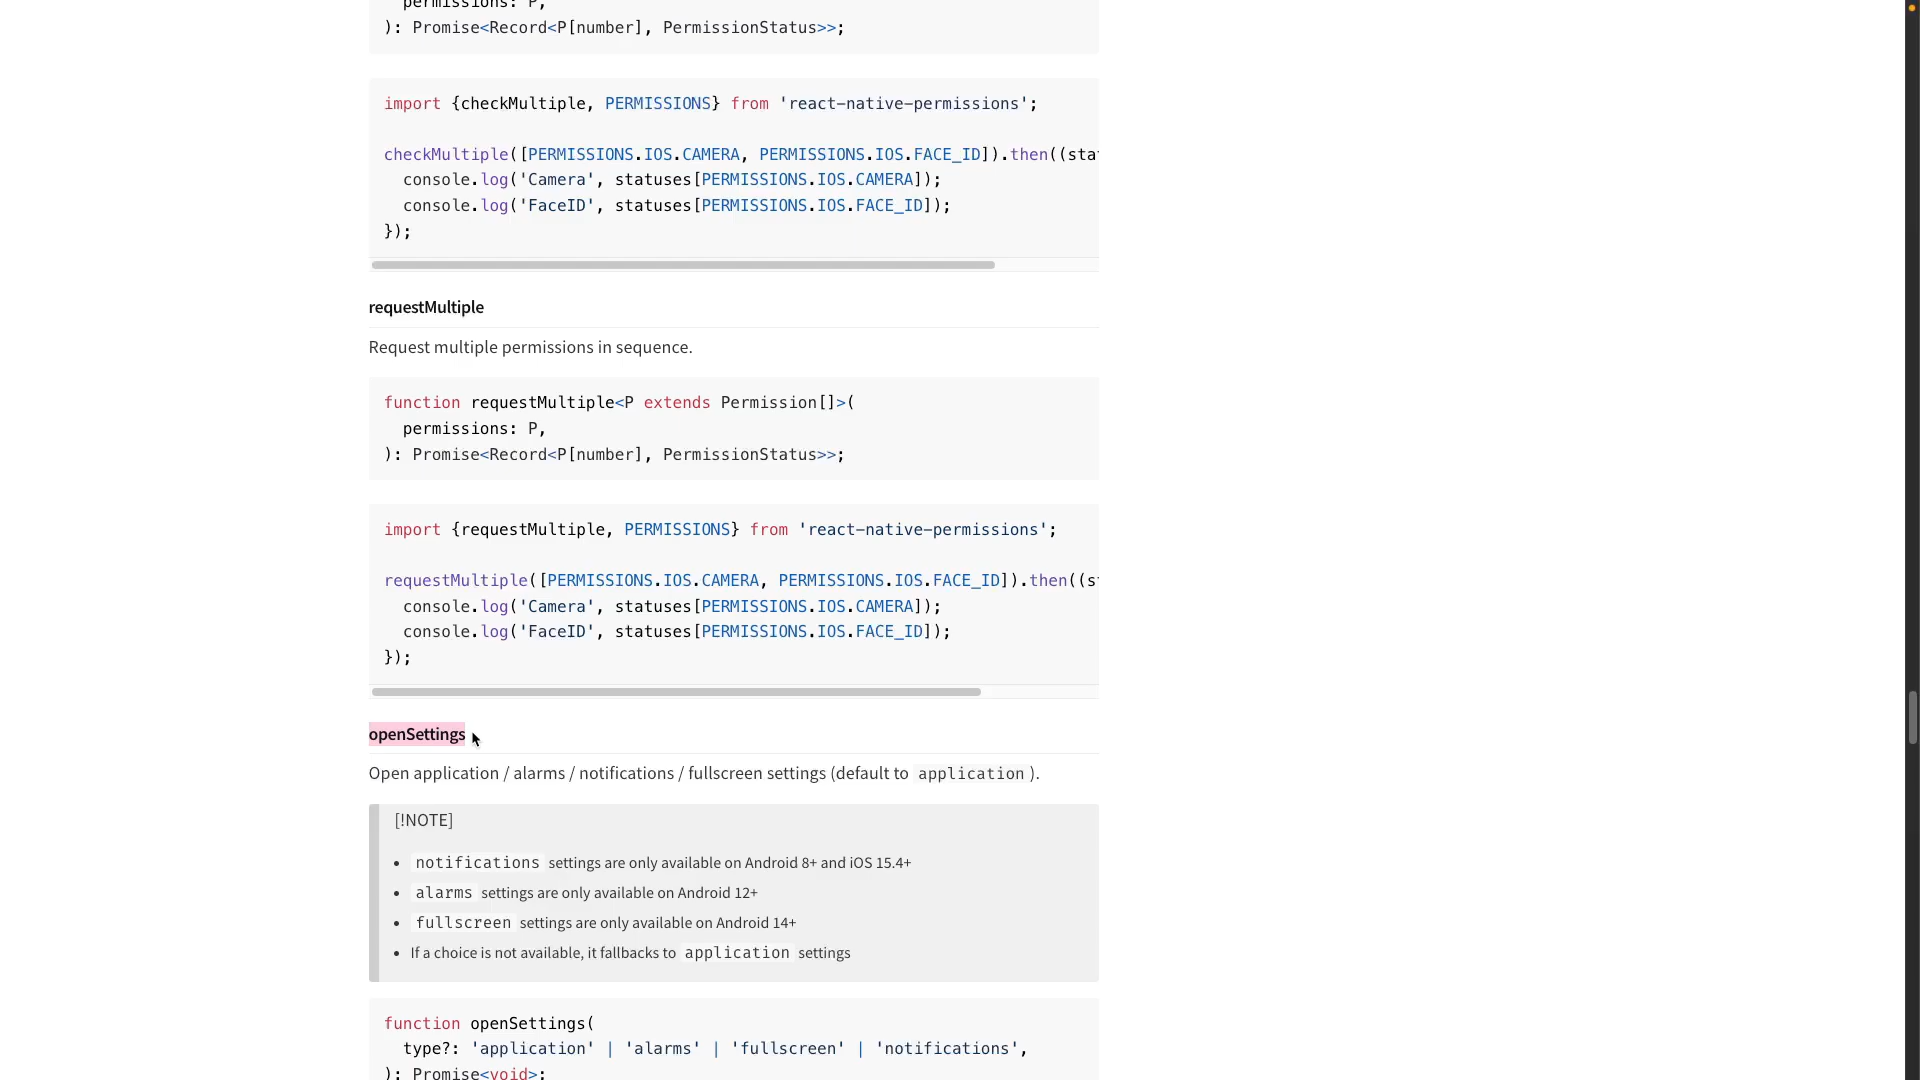 permissions: P,
): Promise<Record<P[number], PermissionStatus>>;
import {checkMultiple, PERMISSIONS} from 'react-native-permissions';
checkMultiple([PERMISSIONS.IOS.CAMERA, PERMISSIONS.IOS.FACE_ID]).then((sta
console.log('Camera', statuses[PERMISSIONS.IOS.CAMERA]);
console.log('FaceID', statuses[PERMISSIONS.IOS.FACE_ID]);
});
requestMultiple
Request multiple permissions in sequence.
function requestMultiple<P extends Permission[]>(
permissions: P,
): Promise<Record<P[number], PermissionStatus>>;
import {requestMultiple, PERMISSIONS} from 'react-native-permissions';
requestMultiple([PERMISSIONS.IOS.CAMERA, PERMISSIONS.IOS.FACE_ID]).then((s
console.log('Camera', statuses[PERMISSIONS.IOS.CAMERA]);
console.log('FaceID', statuses[PERMISSIONS.IOS.FACE_ID]);
});
openSettings
Open application / alarms / notifications / fullscreen settings (default to application ).
[!NOTE]
• notifications settings are only available on Android 8+ and iOS 15.4+
• alarms settings are only available on Android 12+
• fullscreen settings are only available on Android 14+
• If a choice is not available, it fallbacks to application settings
function openSettings(
type?: 'application' | 'alarms' | 'fullscreen' | 'notifications',
): Promise<void>;